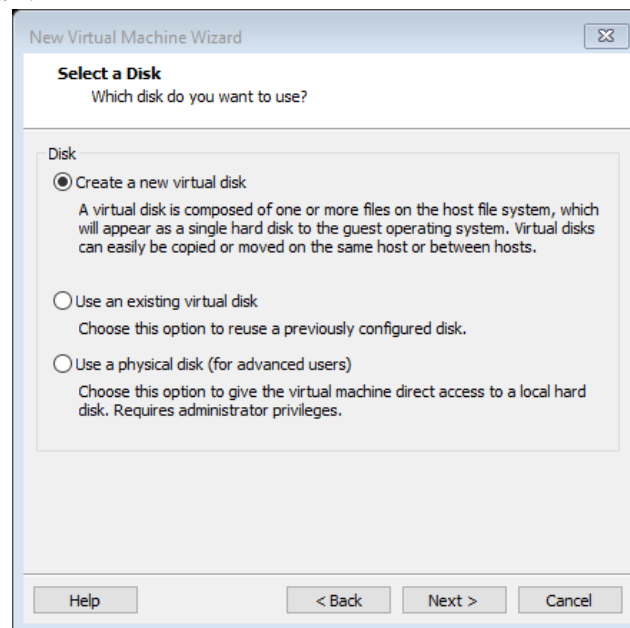 New Virtual Machine Wizard
Select a Disk
Which disk do you want to use?
Disk
Create a new virtual disk
A virtual disk is composed of one or more files on the host file system, which
will appear as a single hard disk to the guest operating system. Virtual disks
can easily be copied or moved on the same host or between hosts.
Use an existing virtual disk
Choose this option to reuse a previously configured disk.
Use a physical disk (for advanced users)
Choose this option to give the virtual machine direct access to a local hard
disk. Requires administrator privileges.
Help < Back Next > Cancel